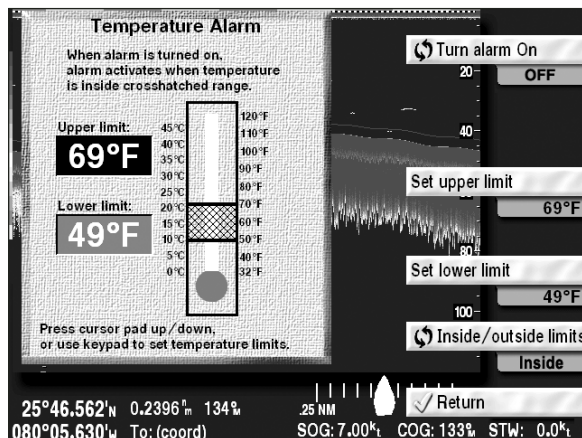 Temperature Alarm
When alarm is turned on,
alarm activates when temperature
is inside crosshatched range.
Upper limit:
69°F
Lower limit:
49°F
45°C
40°C
35°C
30°C
25°C
20°C
15°C
10°C
5°C
0°C
120°F
110°F
100°F
90°F
80°F
70°F
60°F
50°F
40°F
32°F
Press cursor pad up/down,
or use keypad to set temperature limits.
20
40
80
100
Turn alarm On
OFF
Set upper limit
69°F
Set lower limit
49°F
Inside/outside limits
Inside
Return
25°46.562'N 0.2396nm 134°M
080°05.630'W To: (coord)
.25 NM
SOG: 7.00kt COG: 133°M STW: 0.0kt